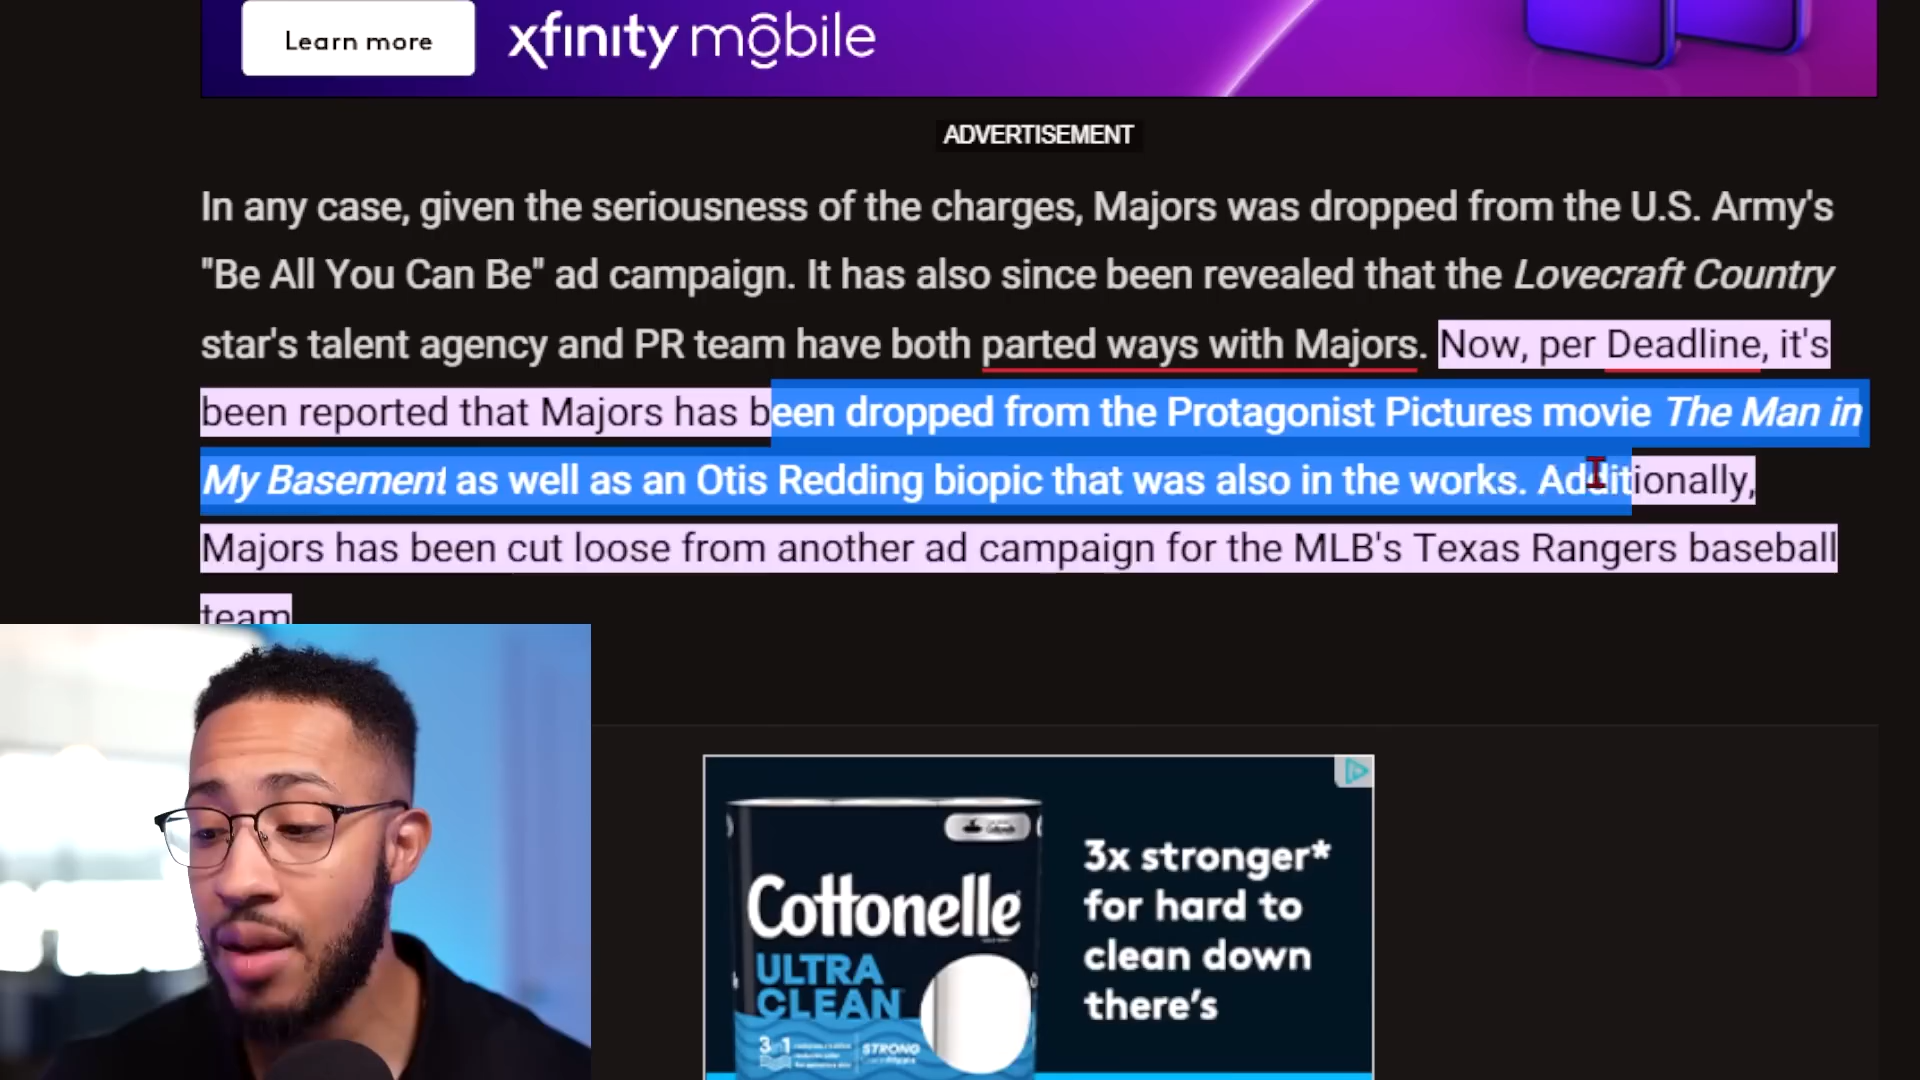 Learn more
xfinity mobile
ADVERTISEMENT
In any case, given the seriousness of the charges, Majors was dropped from the U.S. Army's
"Be All You Can Be" ad campaign. It has also since been revealed that the Lovecraft Country
star's talent agency and PR team have both parted ways with Majors. Now, per Deadline, it's
been reported that Majors has been dropped from the Protagonist Pictures movie The Man in
My Basement as well as an Otis Redding biopic that was also in the works. Additionally,
Majors has been cut loose from another ad campaign for the MLB's Texas Rangers baseball
team
Cottonelle
ULTRA
CLEAN
3in1
STRONG
3x stronger*
for hard to
clean down
there's